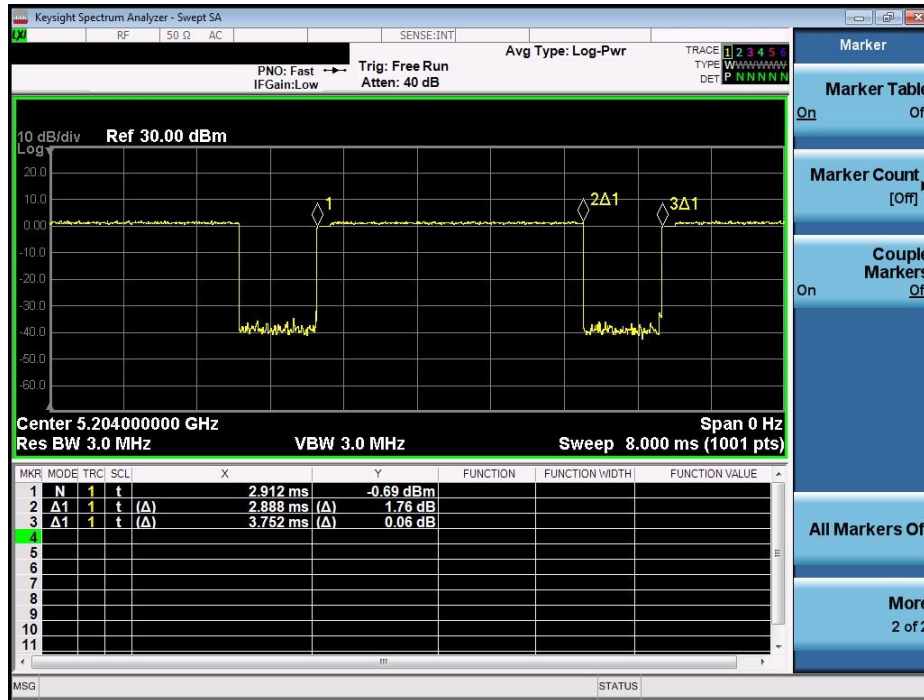 Keysight Spectrum Analyzer - Swept SA
LXI RF 50 Ω AC SENSE:INT
Marker
Avg Type: Log-Pwr TRACE 1 2 3 4 5 6
PNO: Fast Trig: Free Run TYPE WWWWWW
IFGain:Low Atten: 40 dB DET P N N N N N
Marker Table
On Of
Marker Count
[Off]
Couple
Markers
On Of
All Markers Of
More
2 of 2
10 dB/div Ref 30.00 dBm
Log
20.0
10.0
0.00
-10.0
-20.0
-30.0
-40.0
-50.0
-60.0
1
2Δ1
3Δ1
Center 5.204000000 GHz Span 0 Hz
Res BW 3.0 MHz VBW 3.0 MHz Sweep 8.000 ms (1001 pts)
MKR MODE TRC SCL X Y FUNCTION FUNCTION WIDTH FUNCTION VALUE
1 N 1 t 2.912 ms -0.69 dBm
2 Δ1 1 t (Δ) 2.888 ms (Δ) 1.76 dB
3 Δ1 1 t (Δ) 3.752 ms (Δ) 0.06 dB
4
5
6
7
8
9
10
11
MSG STATUS